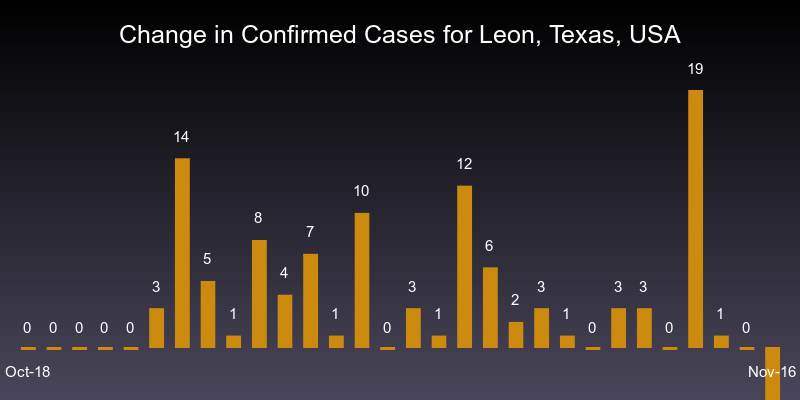 Change in Confirmed Cases for Leon, Texas, USA
0 0 0 0 0 3 14 5 1 8 4 7 1 10 0 3 1 12 6 2 3 1 0 3 3 0 19 1 0
Oct-18 Nov-16